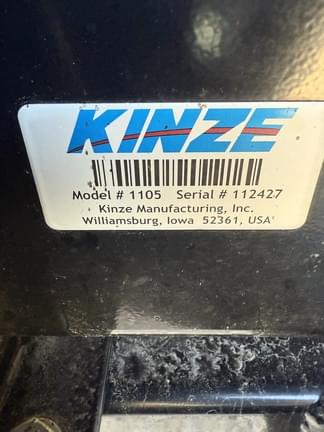 KINZE
Model # 1105 Serial # 112427
Kinze Manufacturing, Inc.
Williamsburg, Iowa 52361, USA